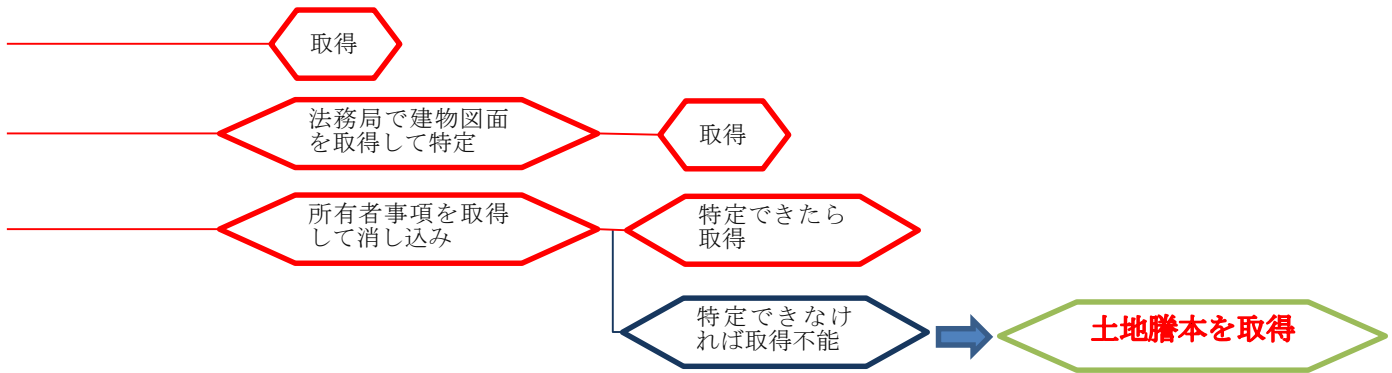 取得
法務局で建物図面
を取得して特定
取得
所有者事項を取得
して消し込み
特定できたら
取得
特定できなけ
れば取得不能
土地謄本を取得